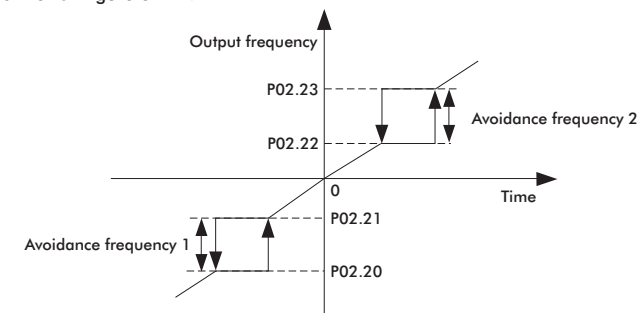 Output frequency
P02.23
Avoidance frequency 2
P02.22
0
Time
P02.21
Avoidance frequency 1
P02.20